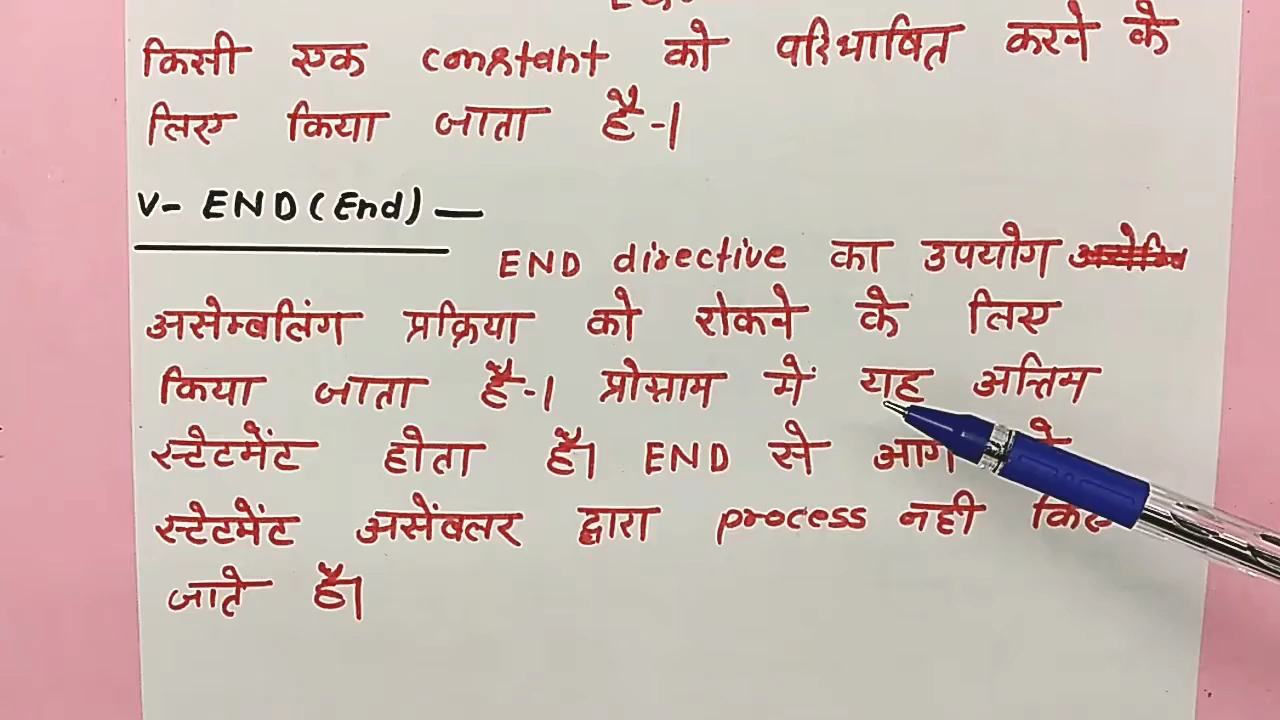 किसी एक constant को परिभाषित करने के
लिए किया जाता है-।
V- END (End) —
END directive का उपयोग
असेम्बलिंग प्रक्रिया को रोकने के लिए
किया जाता है-। प्रोग्राम में यह अन्तिम
स्टेटमेंट होता है। END से आगे के
स्टेटमेंट असेंबलर द्वारा process नही किए
जाते है।